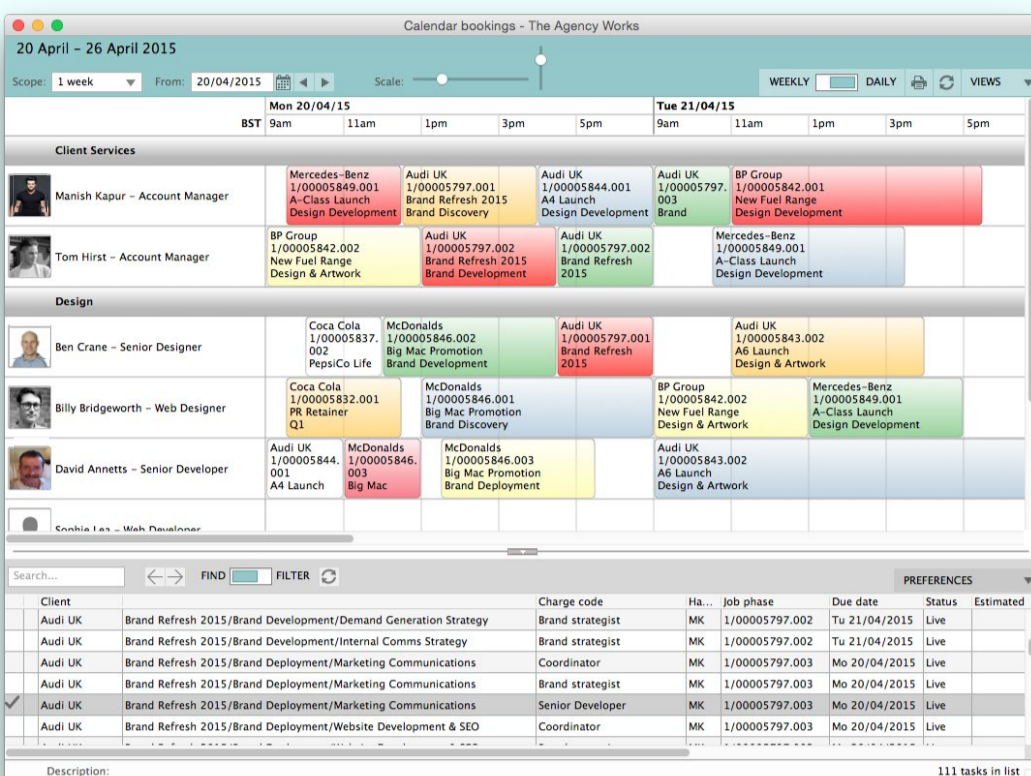 Calendar bookings - The Agency Works
20 April - 26 April 2015
Scope: 1 week From: 20/04/2015 Scale: WEEKLY DAILY VIEWS
Mon 20/04/15 Tue 21/04/15
BST 9am 11am 1pm 3pm 5pm 9am 11am 1pm 3pm 5pm
Client Services
Manish Kapur - Account Manager
Mercedes-Benz
1/00005849.001
A-Class Launch
Design Development
Audi UK
1/00005797.001
Brand Refresh 2015
Brand Discovery
Audi UK
1/00005844.001
A4 Launch
Design Development
Audi UK
1/00005797.
003
Brand
BP Group
1/00005842.001
New Fuel Range
Design Development
Tom Hirst - Account Manager
BP Group
1/00005842.002
New Fuel Range
Design & Artwork
Audi UK
1/00005797.002
Brand Refresh 2015
Brand Development
Audi UK
1/00005797.002
Brand Refresh
2015
Mercedes-Benz
1/00005849.001
A-Class Launch
Design Development
Design
Ben Crane - Senior Designer
Coca Cola
1/00005837.
002
PepsiCo Life
McDonalds
1/00005846.002
Big Mac Promotion
Brand Development
Audi UK
1/00005797.001
Brand Refresh
2015
Audi UK
1/00005843.002
A6 Launch
Design & Artwork
Billy Bridgeworth - Web Designer
Coca Cola
1/00005832.001
PR Retainer
Q1
McDonalds
1/00005846.001
Big Mac Promotion
Brand Discovery
BP Group
1/00005842.002
New Fuel Range
Design & Artwork
Mercedes-Benz
1/00005849.001
A-Class Launch
Design Development
David Annetts - Senior Developer
Audi UK
1/00005844.
001
A4 Launch
McDonalds
1/00005846.
003
Big Mac
McDonalds
1/00005846.003
Big Mac Promotion
Brand Deployment
Audi UK
1/00005843.002
A6 Launch
Design & Artwork
Sophie Lea - Web Developer
Search... FIND FILTER PREFERENCES
Client Charge code Ha... Job phase Due date Status Estimated
Audi UK Brand Refresh 2015/Brand Development/Demand Generation Strategy Brand strategist MK 1/00005797.002 Tu 21/04/2015 Live
Audi UK Brand Refresh 2015/Brand Development/Internal Comms Strategy Brand strategist MK 1/00005797.002 Tu 21/04/2015 Live
Audi UK Brand Refresh 2015/Brand Deployment/Marketing Communications Coordinator MK 1/00005797.003 Mo 20/04/2015 Live
Audi UK Brand Refresh 2015/Brand Deployment/Marketing Communications Brand strategist MK 1/00005797.003 Mo 20/04/2015 Live
Audi UK Brand Refresh 2015/Brand Deployment/Marketing Communications Senior Developer MK 1/00005797.003 Mo 20/04/2015 Live
Audi UK Brand Refresh 2015/Brand Deployment/Website Development & SEO Coordinator MK 1/00005797.003 Mo 20/04/2015 Live
Description: 111 tasks in list